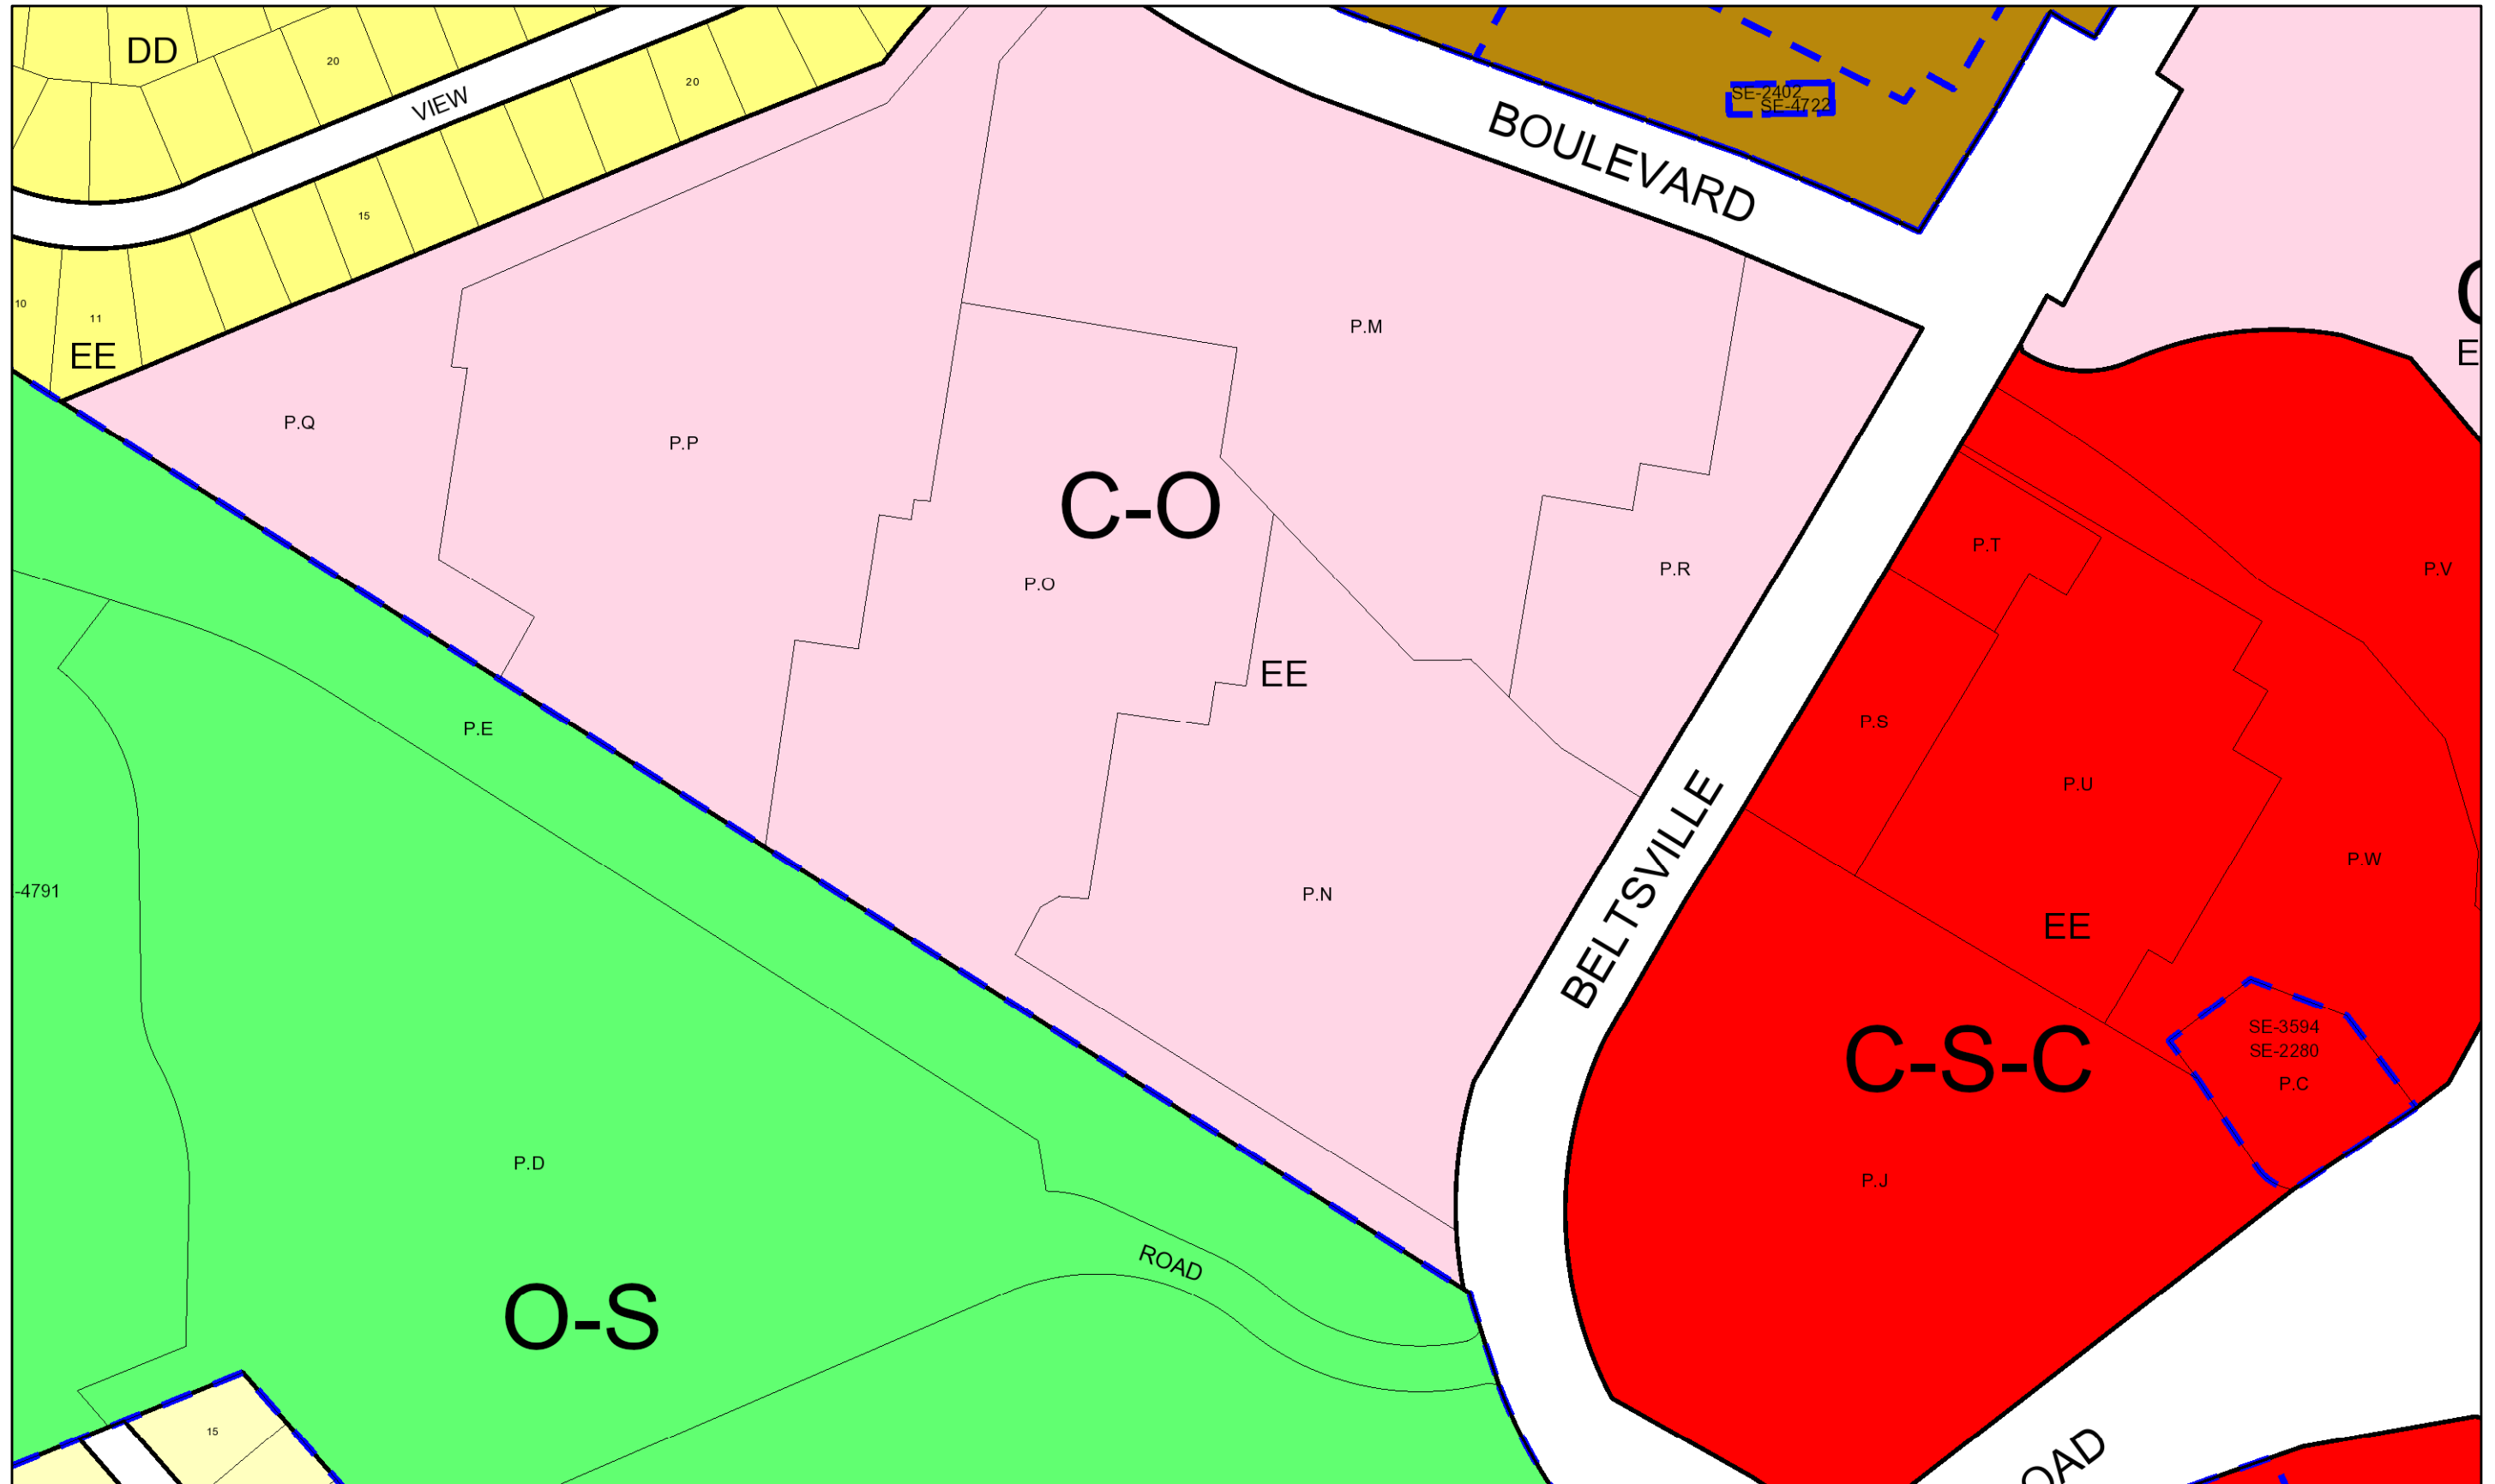 DD
20
VIEW
20
SE-2402
SE-4722
BOULEVARD
15
10
11
EE
P.M
P.Q
P.P
C-O
P.O
P.R
P.T
P.V
EE
P.E
P.S
P.U
P.W
-4791
P.N
BELTSVILLE
EE
C-S-C
SE-3594
SE-2280
P.C
P.D
P.J
ROAD
O-S
15
OAD